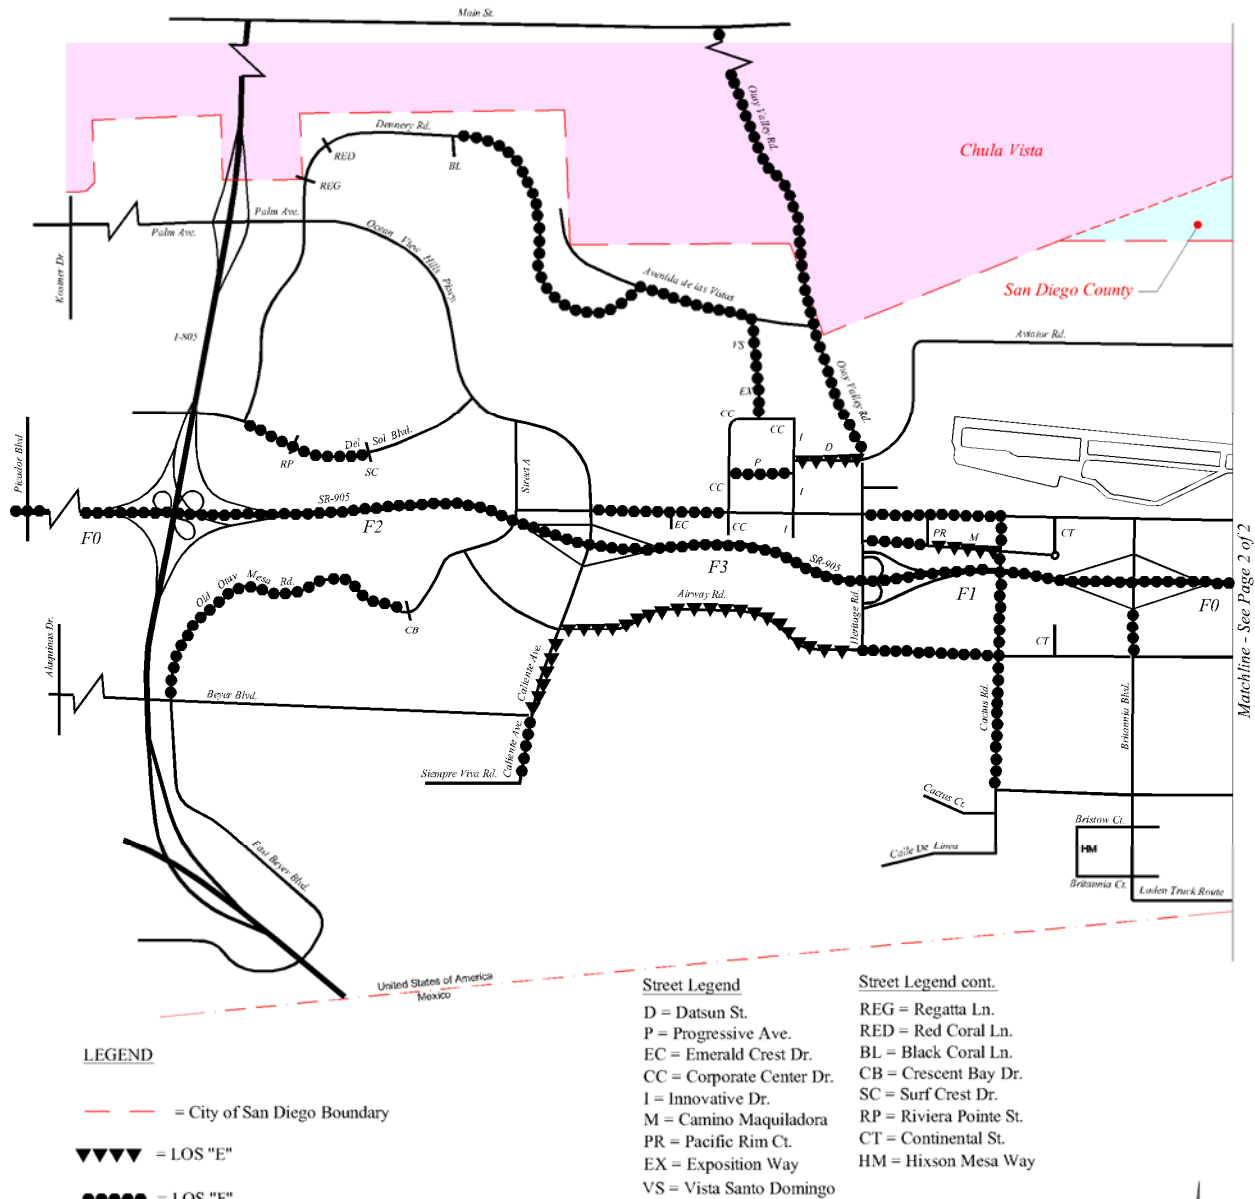 Main St.
Otay Valley Rd.
Dennery Rd.
RED
BL
REG
Chula Vista
Palm Ave.
Palm Ave.
Ocean View Hills Pkwy.
Kostner Dr.
Avenida de las Vistas
San Diego County
I-805
VS
Aviator Rd.
EX
Otay Valley Rd.
CC
CC
I
Picador Blvd
Del Sol Blvd.
RP
SC
Street A
D
P
CC
I
SR-905
F0
F2
EC
CC
I
PR
M
CT
F3
SR-905
F1
F0
Matchline - See Page 2 of 2
Old Otay Mesa Rd.
CB
Airway Rd.
Heritage Rd.
CT
Alaquinas Dr.
Caliente Ave.
Beyer Blvd.
Caliente Ave.
Cactus Rd.
Britannia Blvd.
Siempre Viva Rd.
Cactus Ct.
Calle De Linea
Bristow Ct.
HM
Britannia Ct.
Laden Truck Route
East Beyer Blvd.
United States of America
Mexico
Street Legend
D = Datsun St.
P = Progressive Ave.
EC = Emerald Crest Dr.
CC = Corporate Center Dr.
I = Innovative Dr.
M = Camino Maquiladora
PR = Pacific Rim Ct.
EX = Exposition Way
VS = Vista Santo Domingo
Street Legend cont.
REG = Regatta Ln.
RED = Red Coral Ln.
BL = Black Coral Ln.
CB = Crescent Bay Dr.
SC = Surf Crest Dr.
RP = Riviera Pointe St.
CT = Continental St.
HM = Hixson Mesa Way
LEGEND
= City of San Diego Boundary
= LOS "E"
= LOS "F"